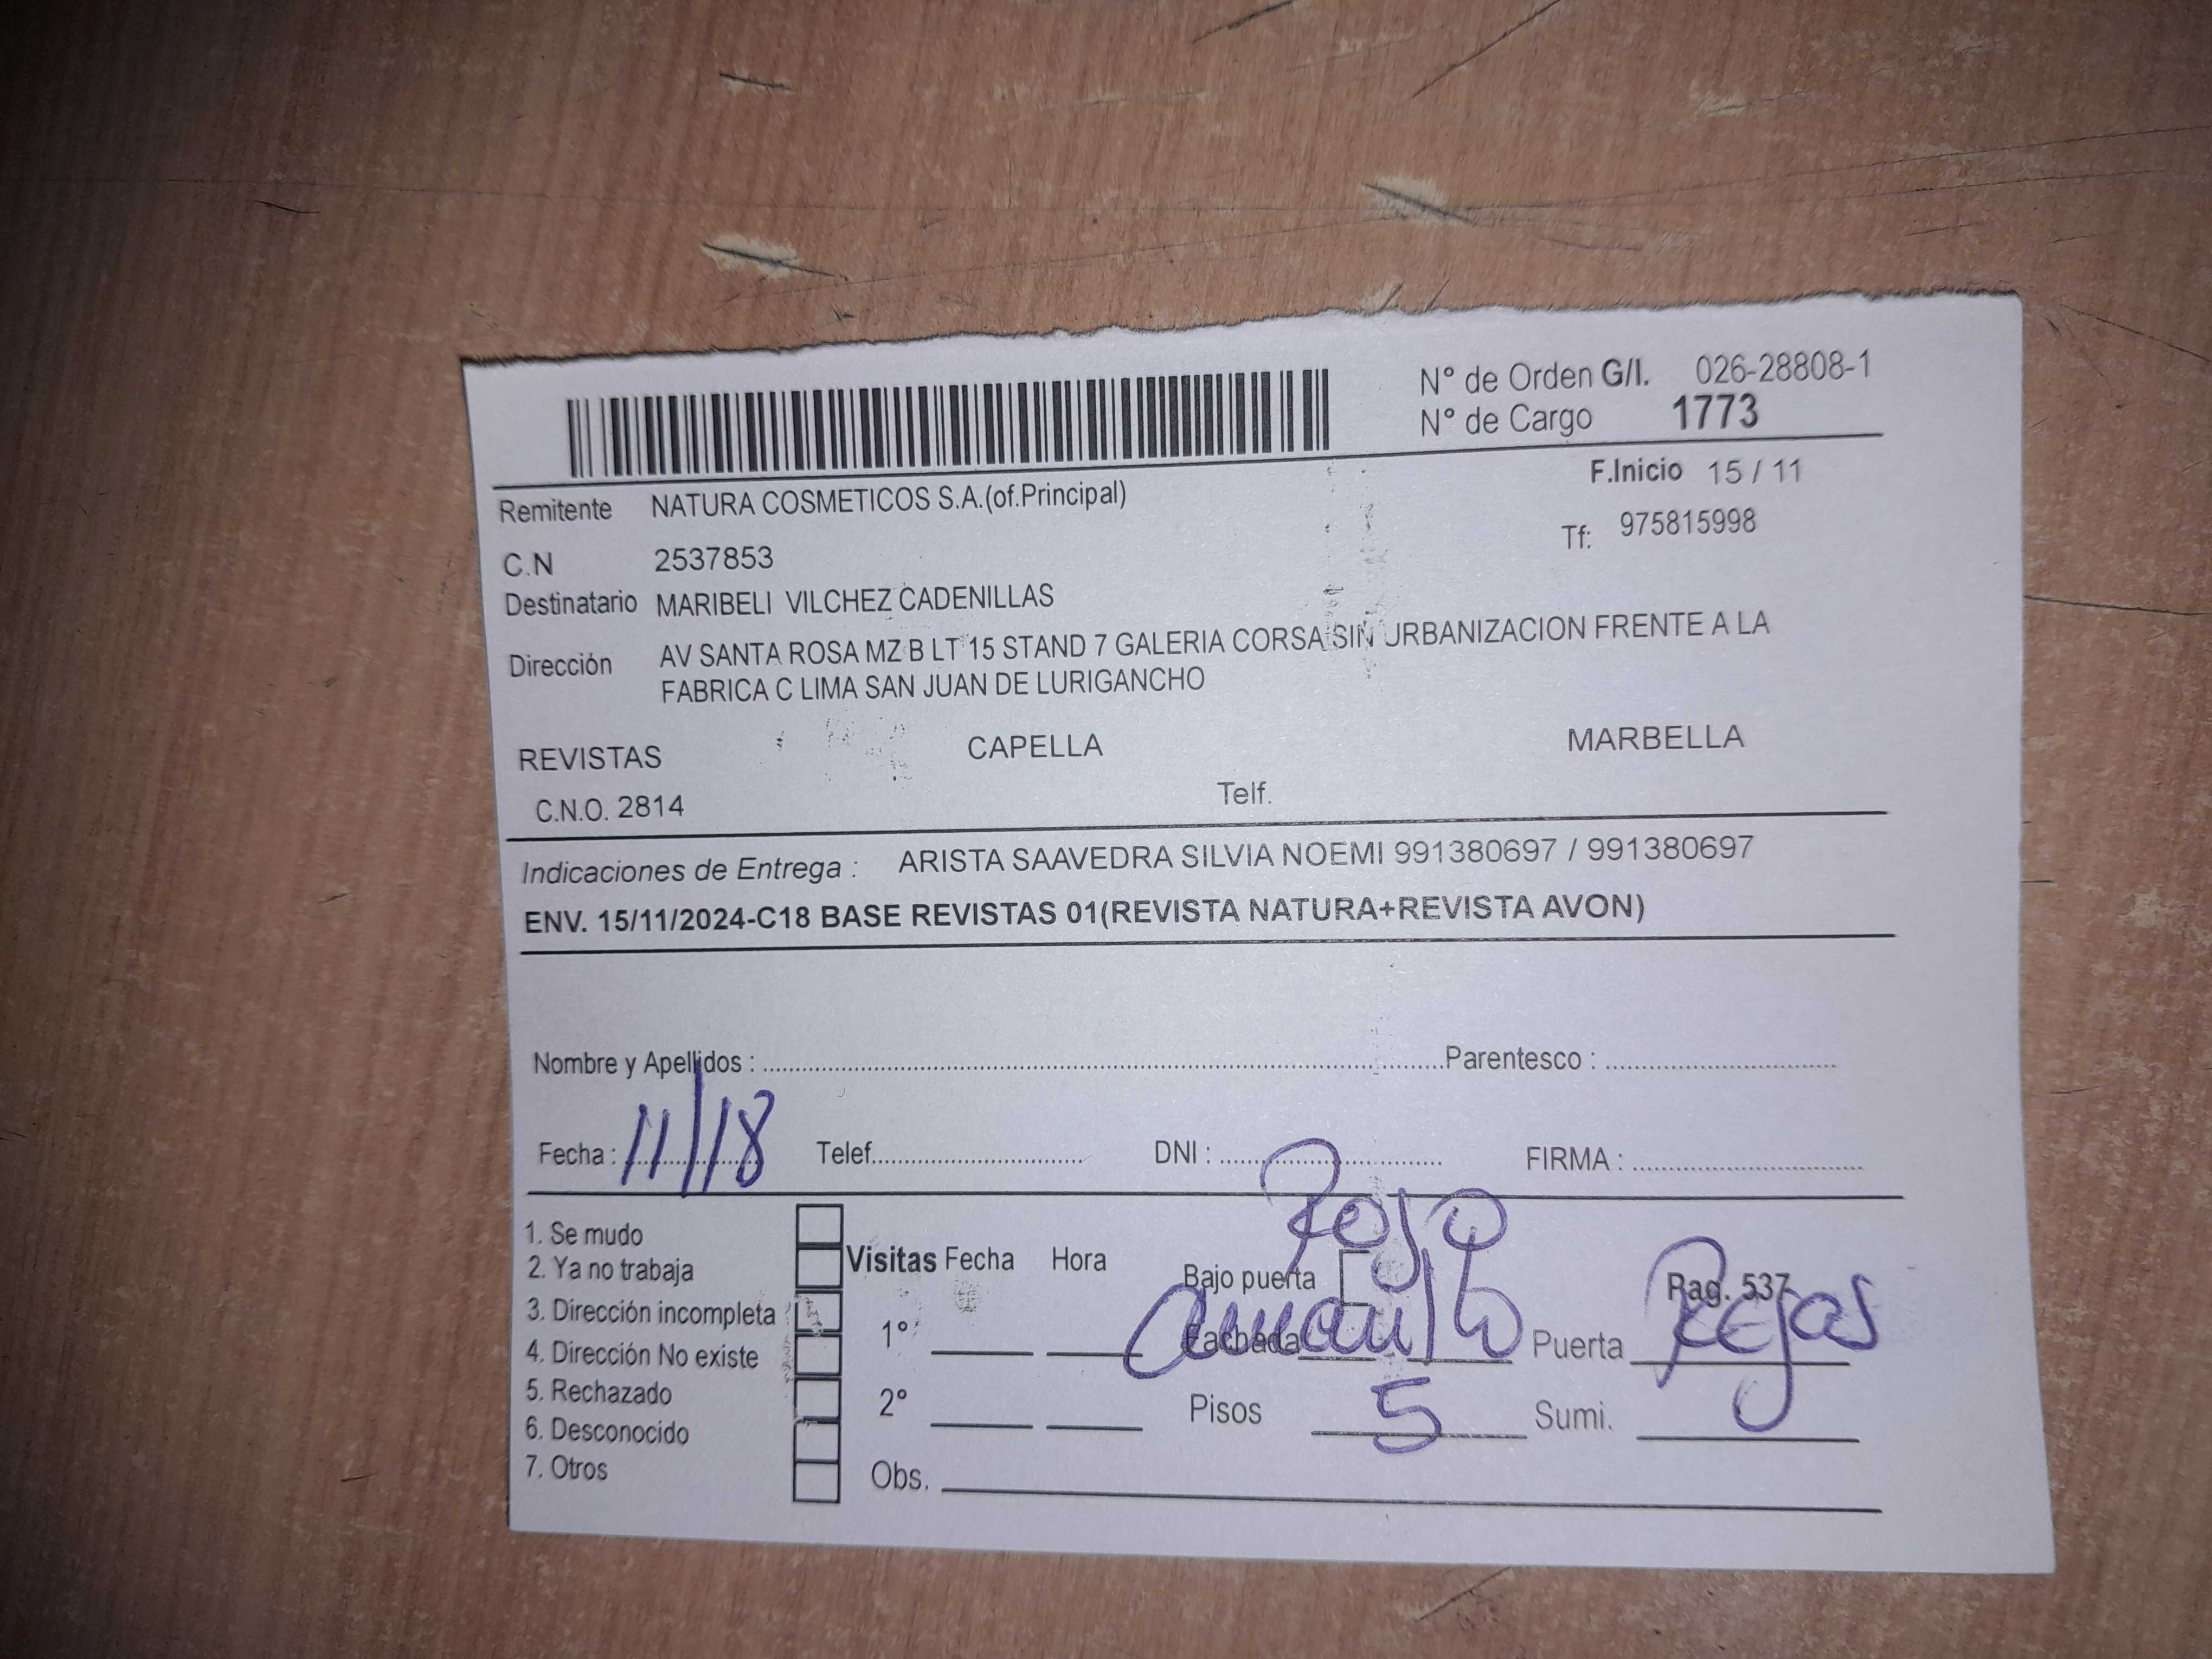 N° de Orden G/I. 026-28808-1
N° de Cargo 1773
F.Inicio 15 / 11
Remitente NATURA COSMETICOS S.A.(of.Principal)
Tf: 975815998
C.N 2537853
Destinatario MARIBELI VILCHEZ CADENILLAS
Dirección AV SANTA ROSA MZ B LT 15 STAND 7 GALERIA CORSA SIN URBANIZACION FRENTE A LA
FABRICA C LIMA SAN JUAN DE LURIGANCHO
REVISTAS CAPELLA MARBELLA
C.N.O. 2814 Telf.
Indicaciones de Entrega : ARISTA SAAVEDRA SILVIA NOEMI 991380697 / 991380697
ENV. 15/11/2024-C18 BASE REVISTAS 01(REVISTA NATURA+REVISTA AVON)
Nombre y Apellidos : Parentesco :
Fecha : 11/18 Telef. DNI : FIRMA :
1. Se mudo
2. Ya no trabaja
3. Dirección incompleta
4. Dirección No existe
5. Rechazado
6. Desconocido
7. Otros
Visitas Fecha Hora
1°
2°
Obs.
Bajo puerta Pag. 537
Fachada Puerta Rejas
Pisos 5 Sumi.